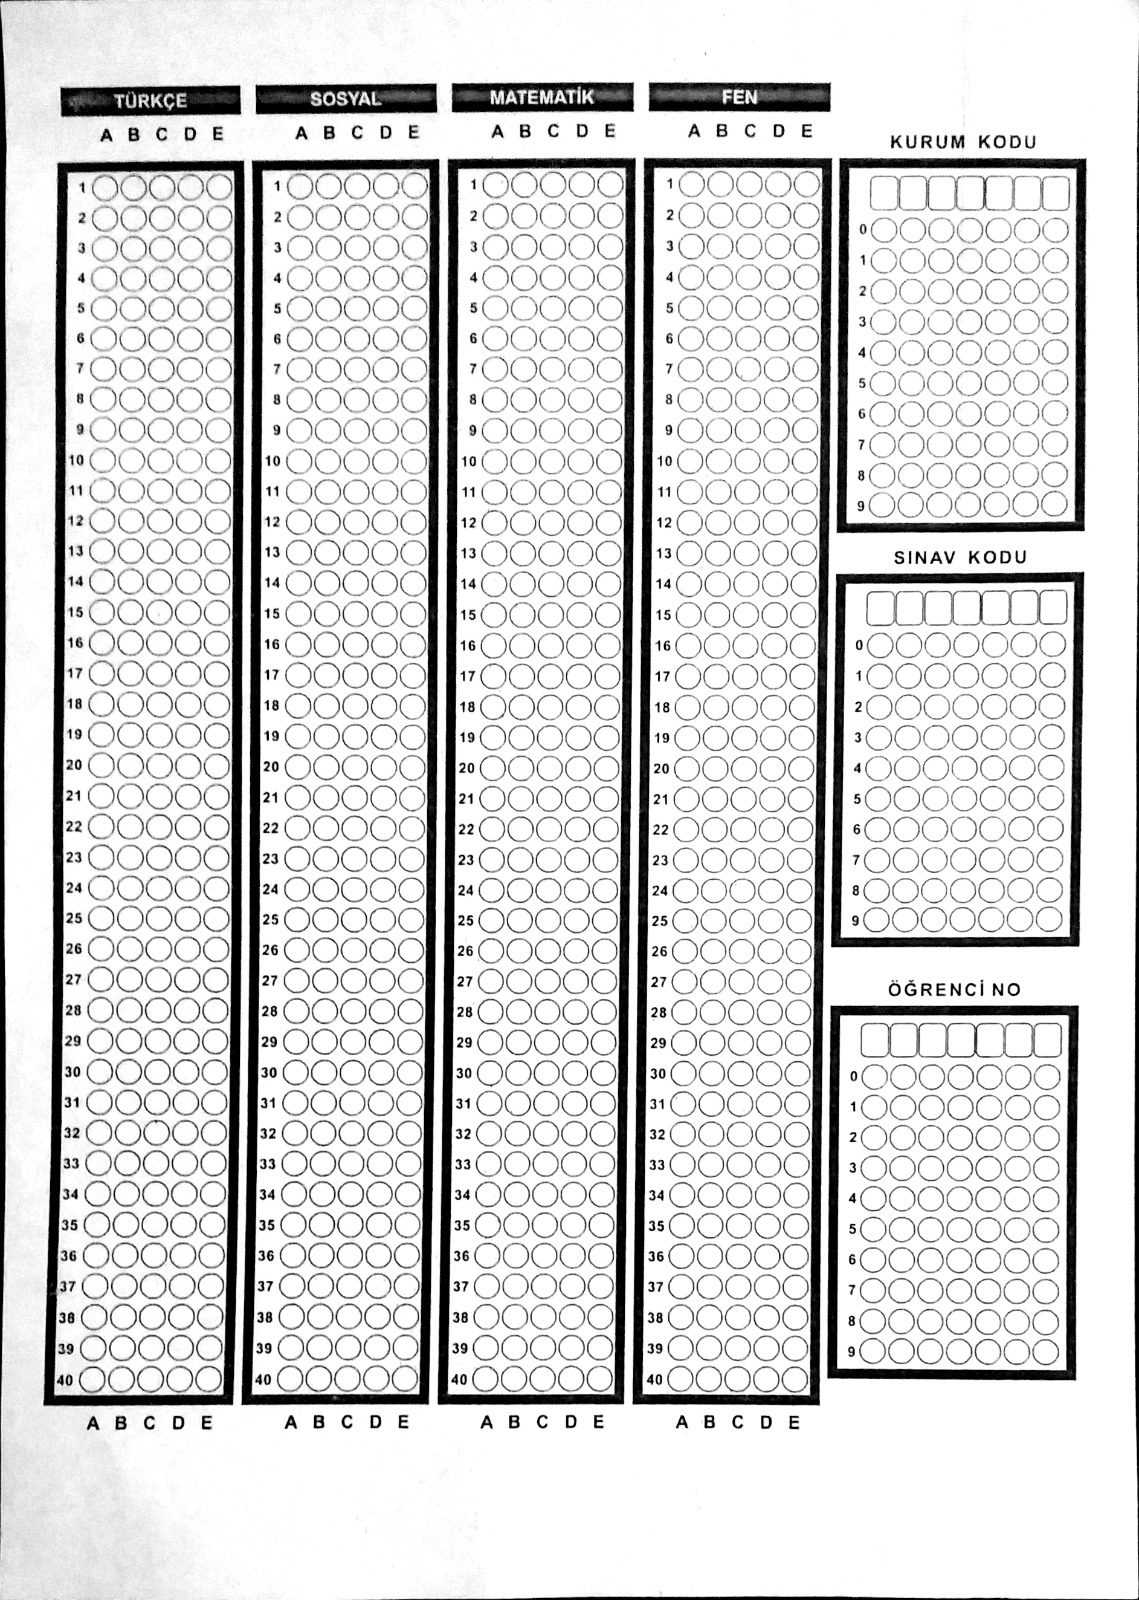 TÜRKÇE SOSYAL MATEMATİK FEN
A B C D E A B C D E A B C D E A B C D E
1 1 1 1
2 2 2 2
3 3 3 3
4 4 4 4
5 5 5 5
6 6 6 6
7 7 7 7
8 8 8 8
9 9 9 9
10 10 10 10
11 11 11 11
12 12 12 12
13 13 13 13
14 14 14 14
15 15 15 15
16 16 16 16
17 17 17 17
18 18 18 18
19 19 19 19
20 20 20 20
21 21 21 21
22 22 22 22
23 23 23 23
24 24 24 24
25 25 25 25
26 26 26 26
27 27 27 27
28 28 28 28
29 29 29 29
30 30 30 30
31 31 31 31
32 32 32 32
33 33 33 33
34 34 34 34
35 35 35 35
36 36 36 36
37 37 37 37
38 38 38 38
39 39 39 39
40 40 40 40
A B C D E A B C D E A B C D E A B C D E
KURUM KODU
0
1
2
3
4
5
6
7
8
9
SINAV KODU
0
1
2
3
4
5
6
7
8
9
ÖĞRENCİ NO
0
1
2
3
4
5
6
7
8
9